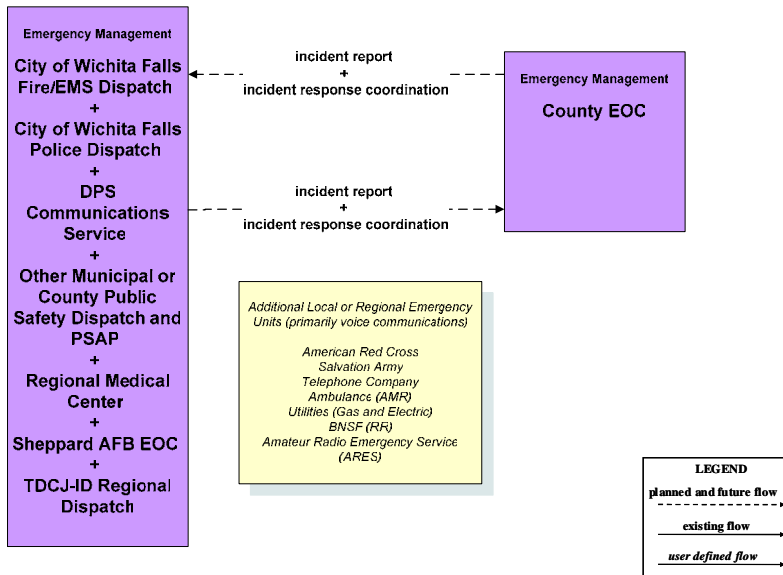 Emergency Management
City of Wichita Falls
Fire/EMS Dispatch
+
City of Wichita Falls
Police Dispatch
+
DPS
Communications
Service
+
Other Municipal or
County Public
Safety Dispatch and
PSAP
+
Regional Medical
Center
+
Sheppard AFB EOC
+
TDCJ-ID Regional
Dispatch
incident report
+
incident response coordination
incident report
+
incident response coordination
Emergency Management
County EOC
Additional Local or Regional Emergency
Units (primarily voice communications)
American Red Cross
Salvation Army
Telephone Company
Ambulance (AMR)
Utilities (Gas and Electric)
BNSF (RR)
Amateur Radio Emergency Service
(ARES)
LEGEND
planned and future flow
existing flow
user defined flow